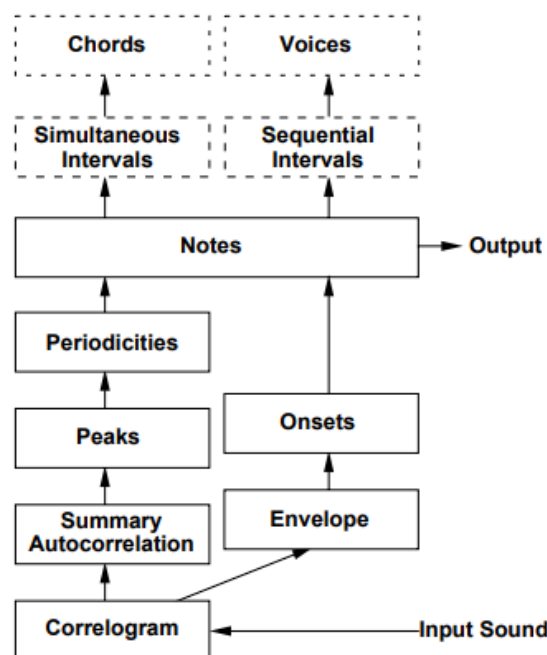 Chords
Voices
Simultaneous
Intervals
Sequential
Intervals
Notes
Output
Periodicities
Peaks
Onsets
Summary
Autocorrelation
Envelope
Correlogram
Input Sound